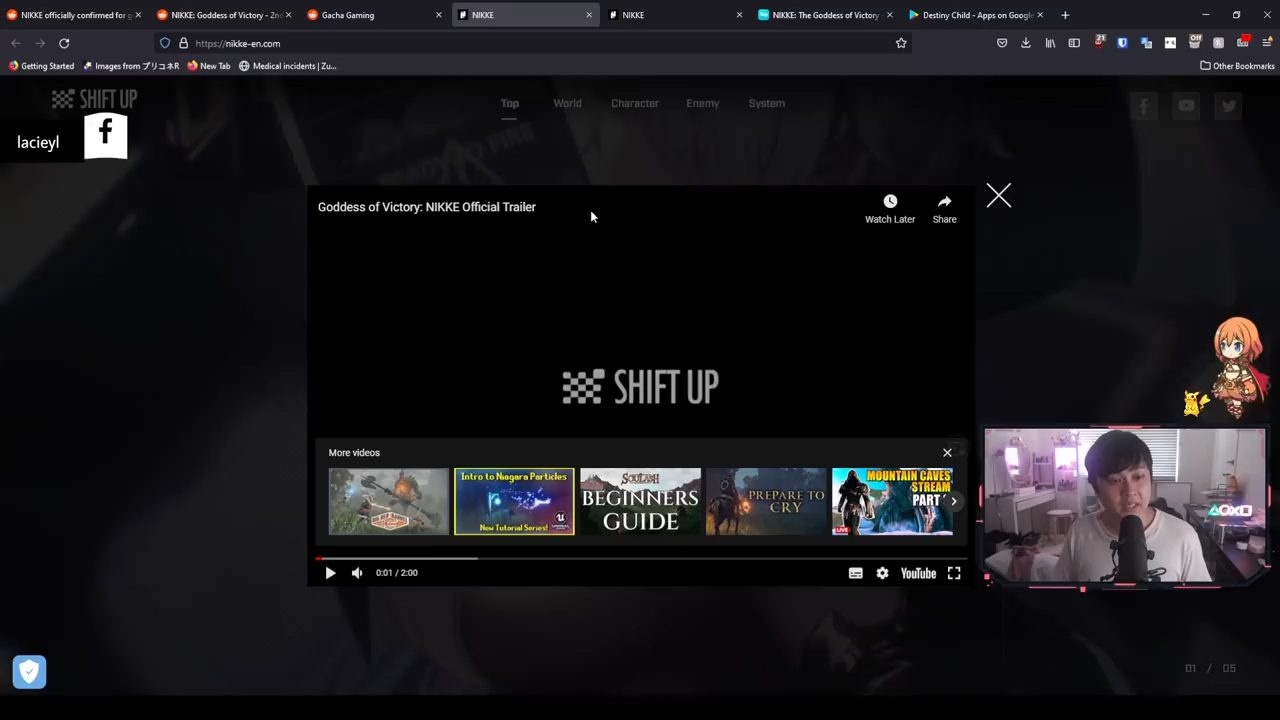 NIKKE officially confirmed for g
NIKKE: Goddess of Victory - 2nd
Gacha Gaming
NIKKE
NIKKE
NIKKE: The Goddess of Victory
Destiny Child - Apps on Google
https://nikke-en.com
21
Off
Getting Started
Images from プリコネR
New Tab
Medical incidents | Zu...
Other Bookmarks
SHIFT UP
Top
World
Character
Enemy
System
lacieyl
Goddess of Victory: NIKKE Official Trailer
Watch Later
Share
SHIFT UP
More videos
Intro to Niagara Particles
New Tutorial Series!
SOULASH
BEGINNERS
GUIDE
PREPARE TO
CRY
MOUNTAIN CAVES
STREAM
PART
LIVE
0:01 / 2:00
YouTube
01 / 05